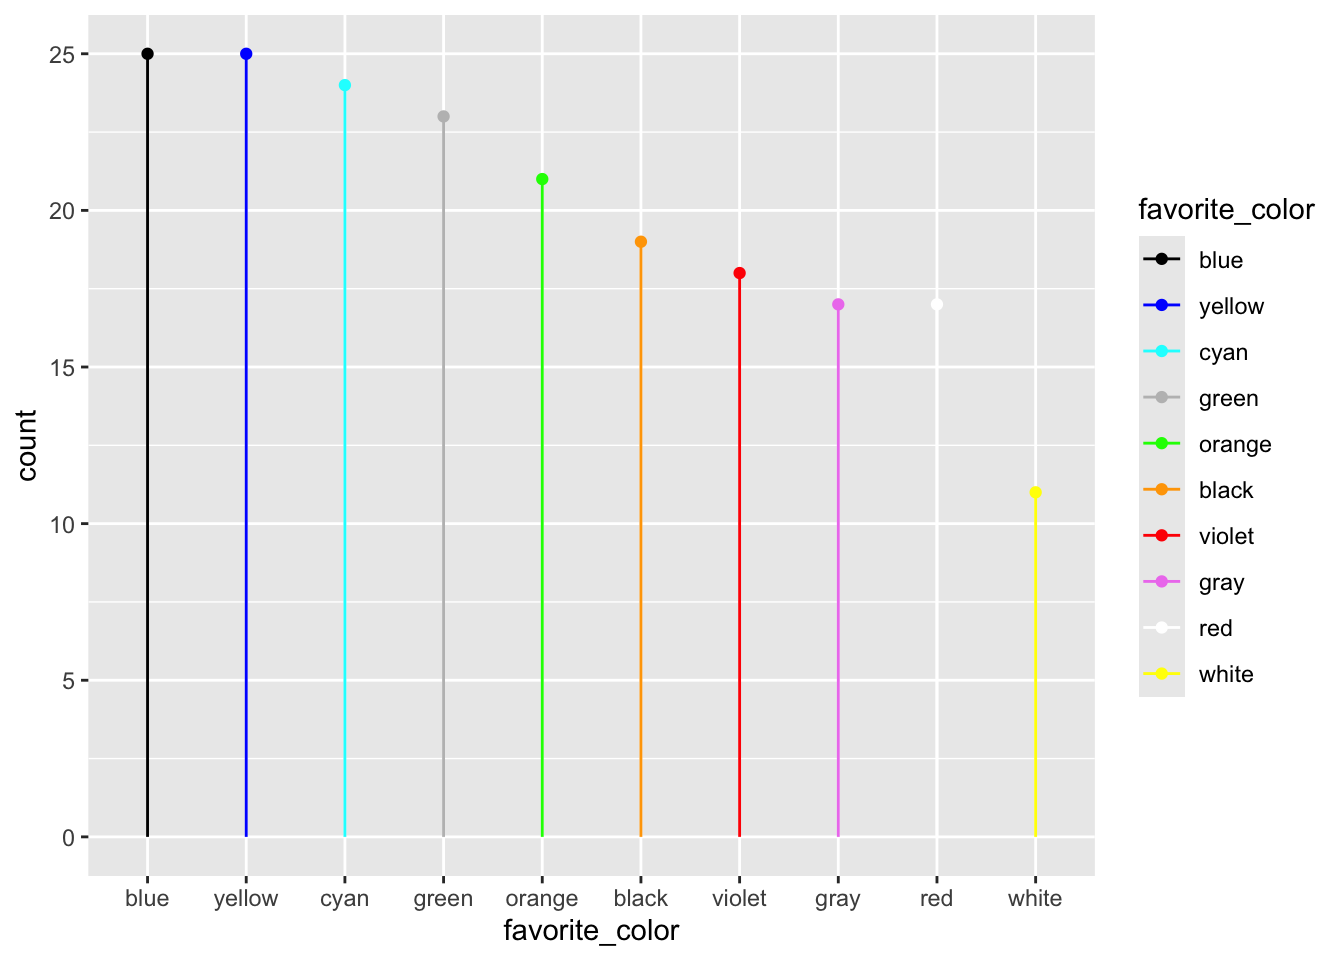 25
20
15
10
5
0
count
blue yellow cyan green orange black violet gray red white
favorite_color
favorite_color
blue
yellow
cyan
green
orange
black
violet
gray
red
white